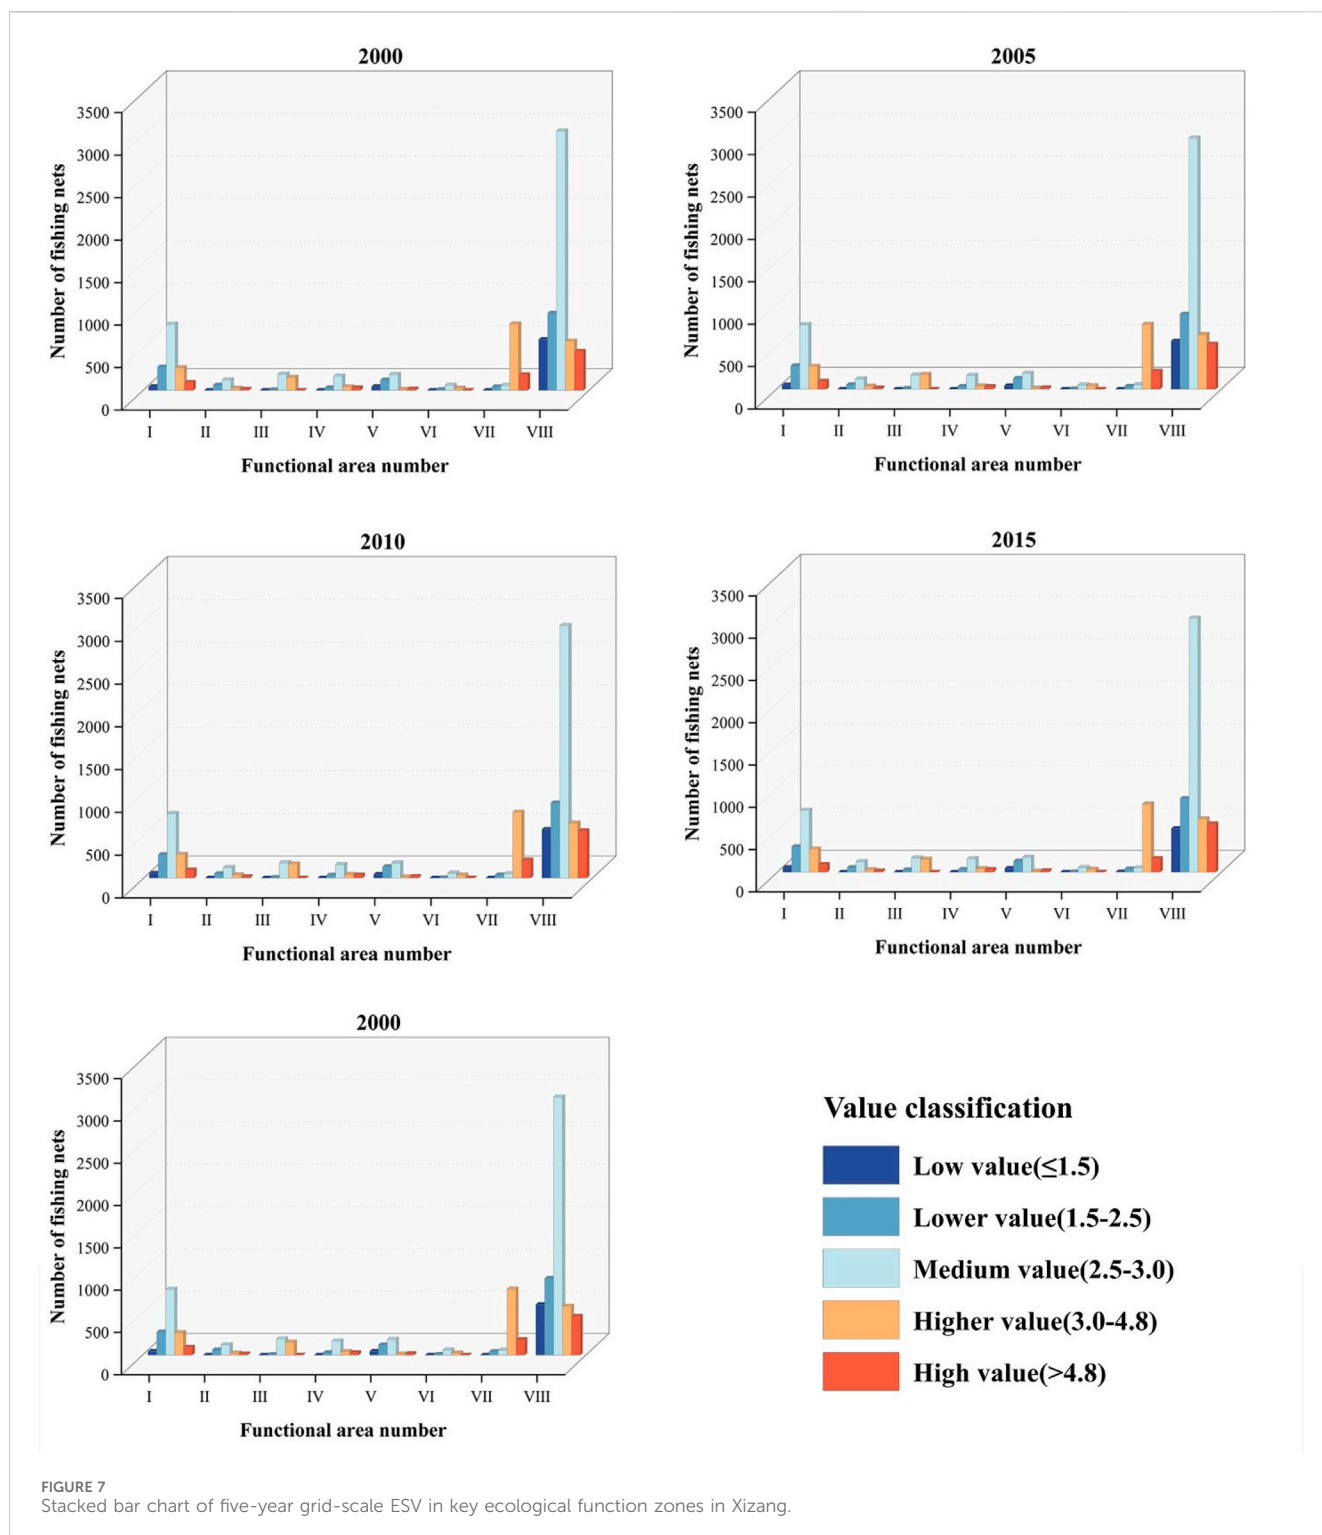 2000
3500
3000
2500
2000
1500
1000
500
0
Number of fishing nets
I II III IV V VI VII VIII
Functional area number
2005
3500
3000
2500
2000
1500
1000
500
0
Number of fishing nets
I II III IV V VI VII VIII
Functional area number
2010
3500
3000
2500
2000
1500
1000
500
0
Number of fishing nets
I II III IV V VI VII VIII
Functional area number
2015
3500
3000
2500
2000
1500
1000
500
0
Number of fishing nets
I II III IV V VI VII VIII
Functional area number
2000
3500
3000
2500
2000
1500
1000
500
0
Number of fishing nets
I II III IV V VI VII VIII
Functional area number
Value classification
Low value(≤1.5)
Lower value(1.5-2.5)
Medium value(2.5-3.0)
Higher value(3.0-4.8)
High value(>4.8)
FIGURE 7
Stacked bar chart of five-year grid-scale ESV in key ecological function zones in Xizang.